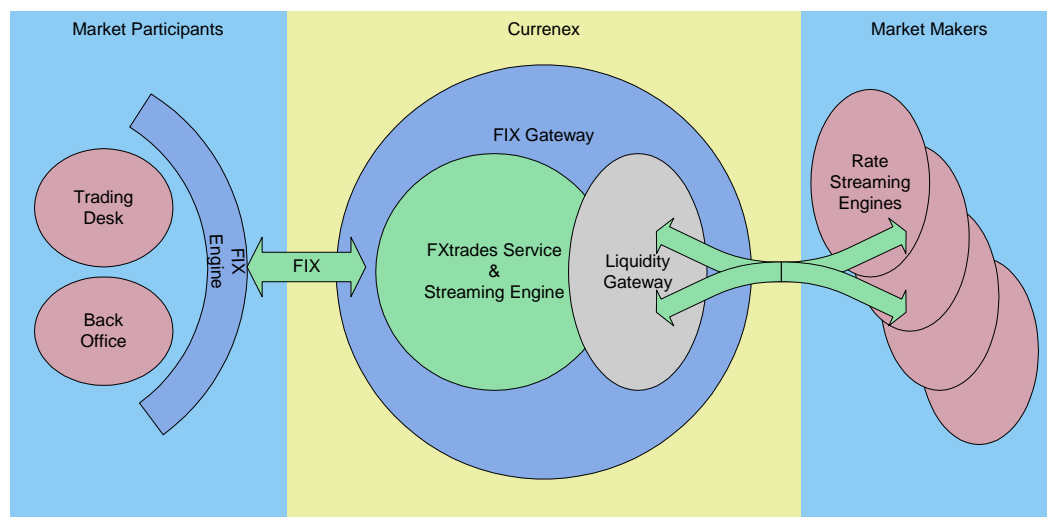 Market Participants
Currenex
Market Makers
FIX Gateway
Rate
Streaming
Engines
Trading
Desk
FIX
Engine
FIX
FXtrades Service
&
Streaming Engine
Liquidity
Gateway
Back
Office